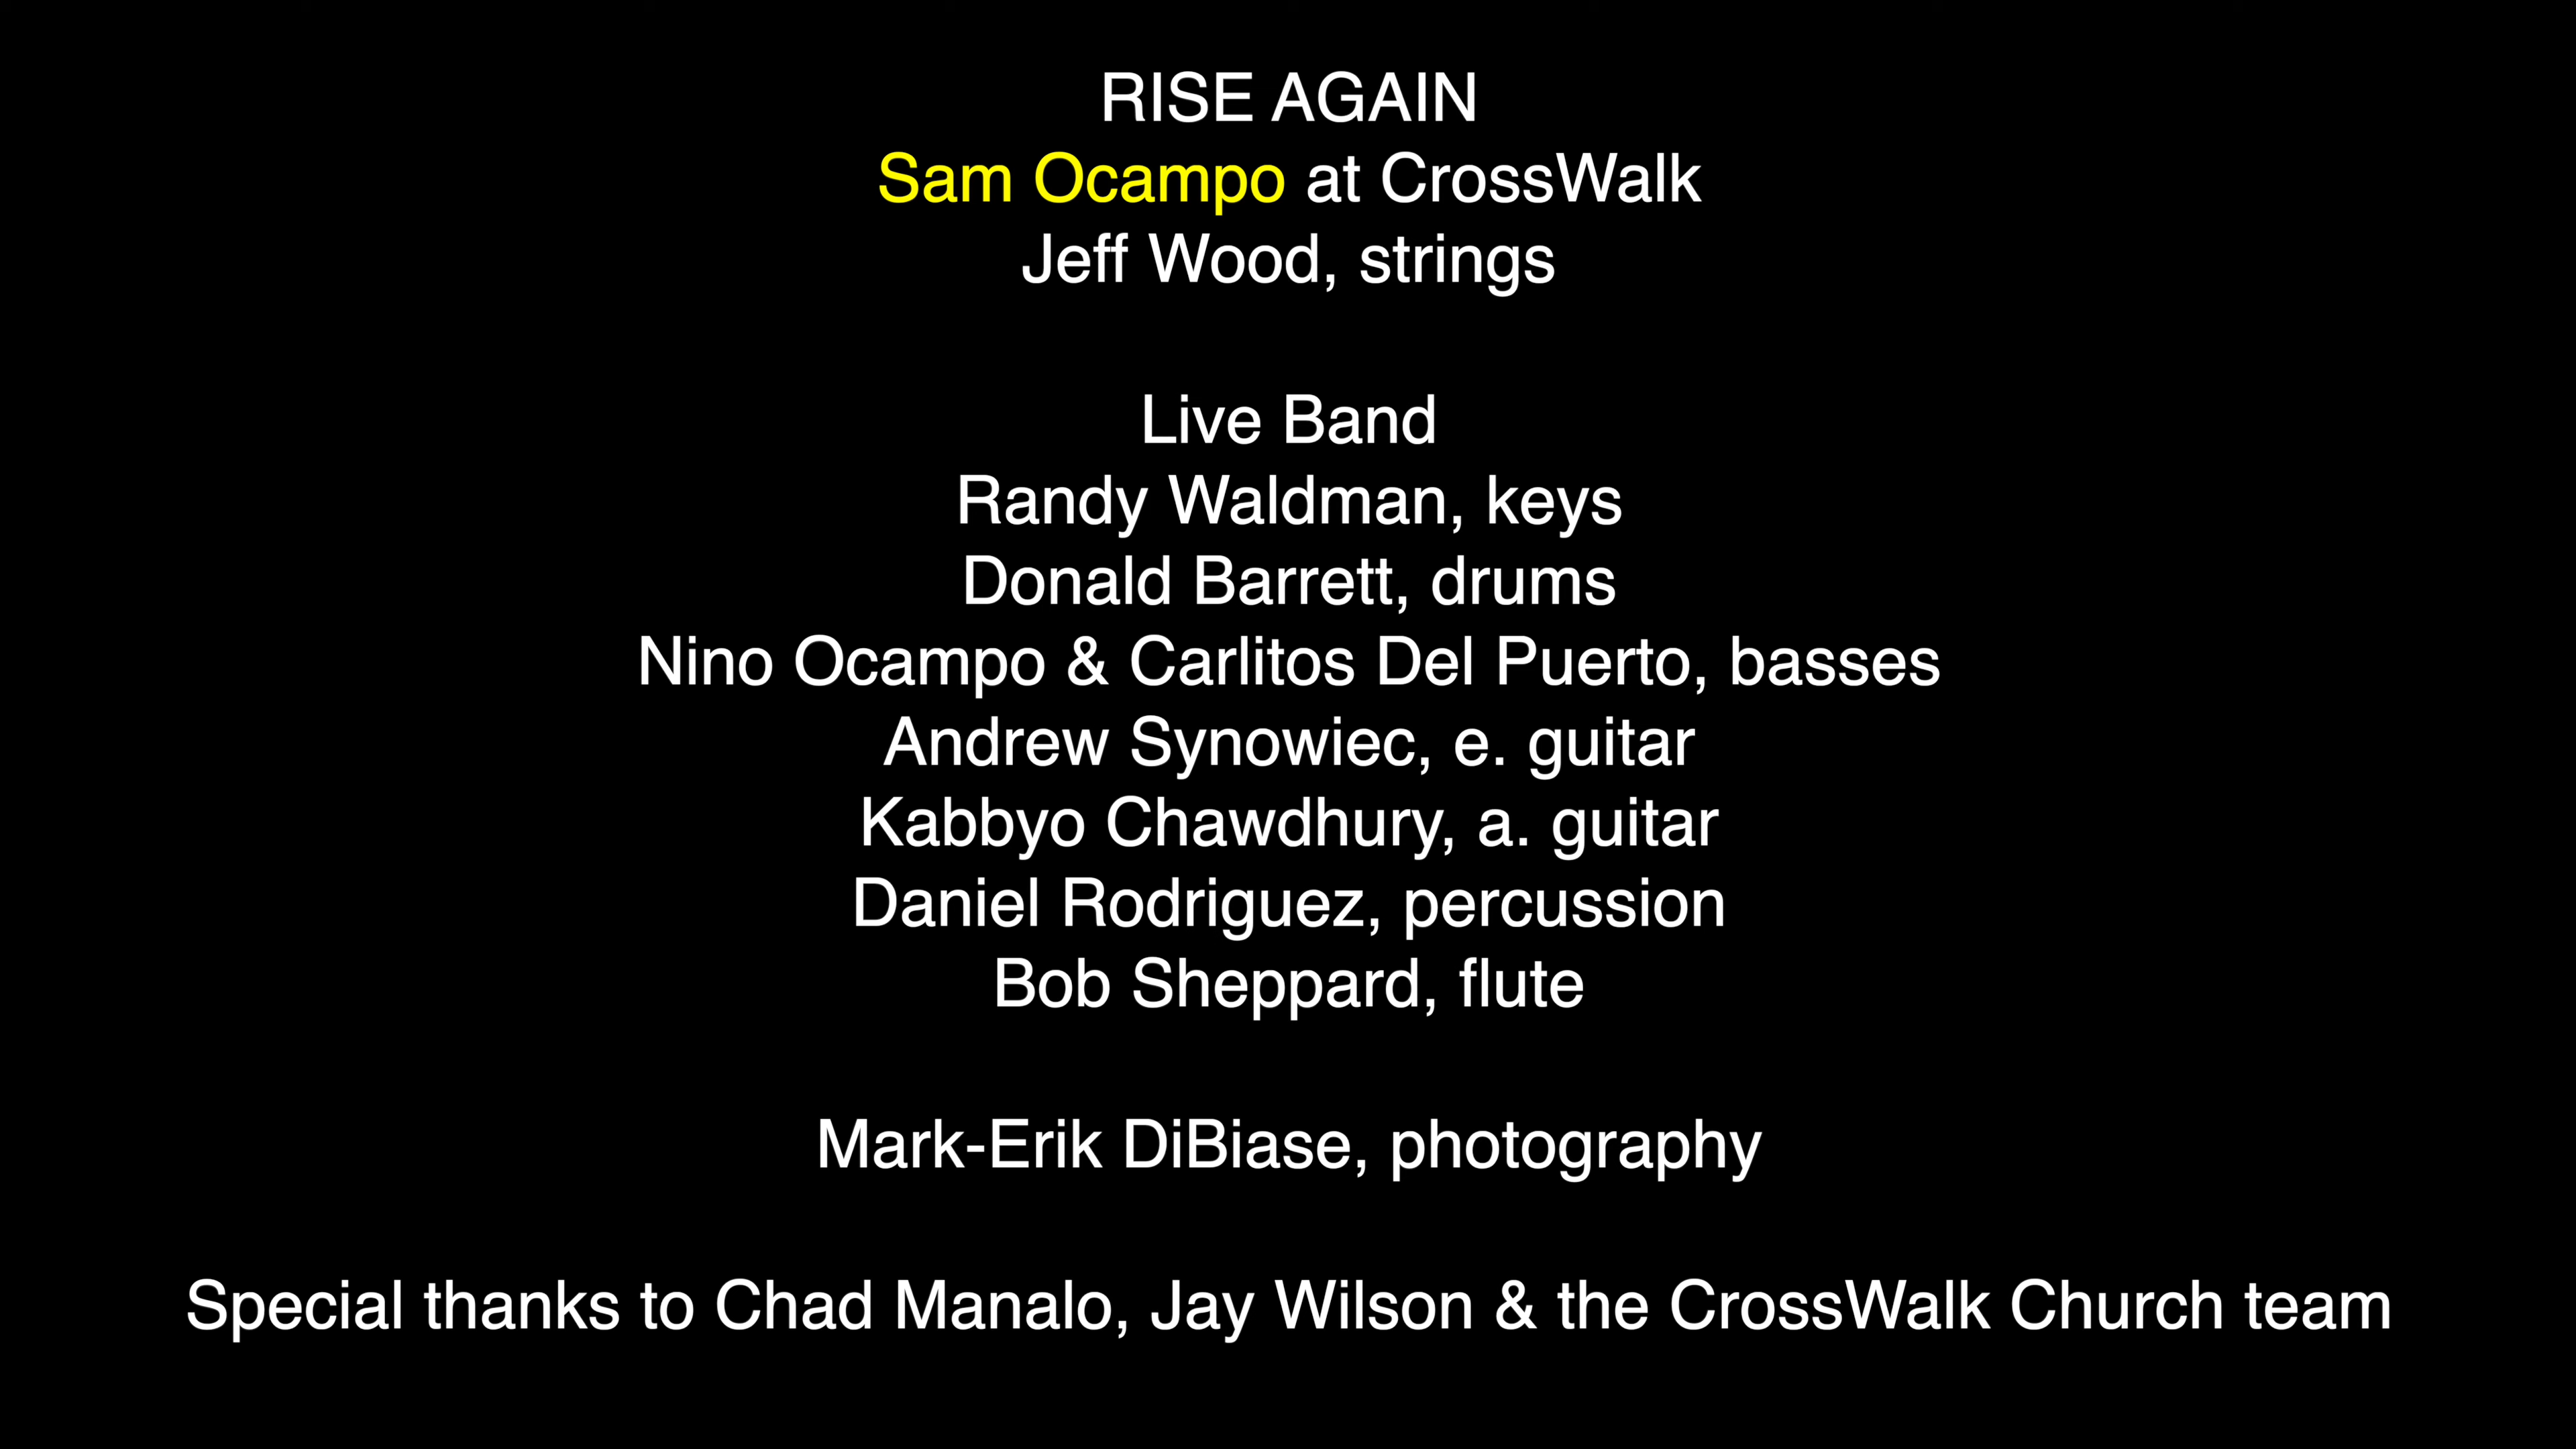 RISE AGAIN
Sam Ocampo at CrossWalk
Jeff Wood, strings
Live Band
Randy Waldman, keys
Donald Barrett, drums
Nino Ocampo & Carlitos Del Puerto, basses
Andrew Synowiec, e. guitar
Kabbyo Chawdhury, a. guitar
Daniel Rodriguez, percussion
Bob Sheppard, flute
Mark-Erik DiBiase, photography
Special thanks to Chad Manalo, Jay Wilson & the CrossWalk Church team